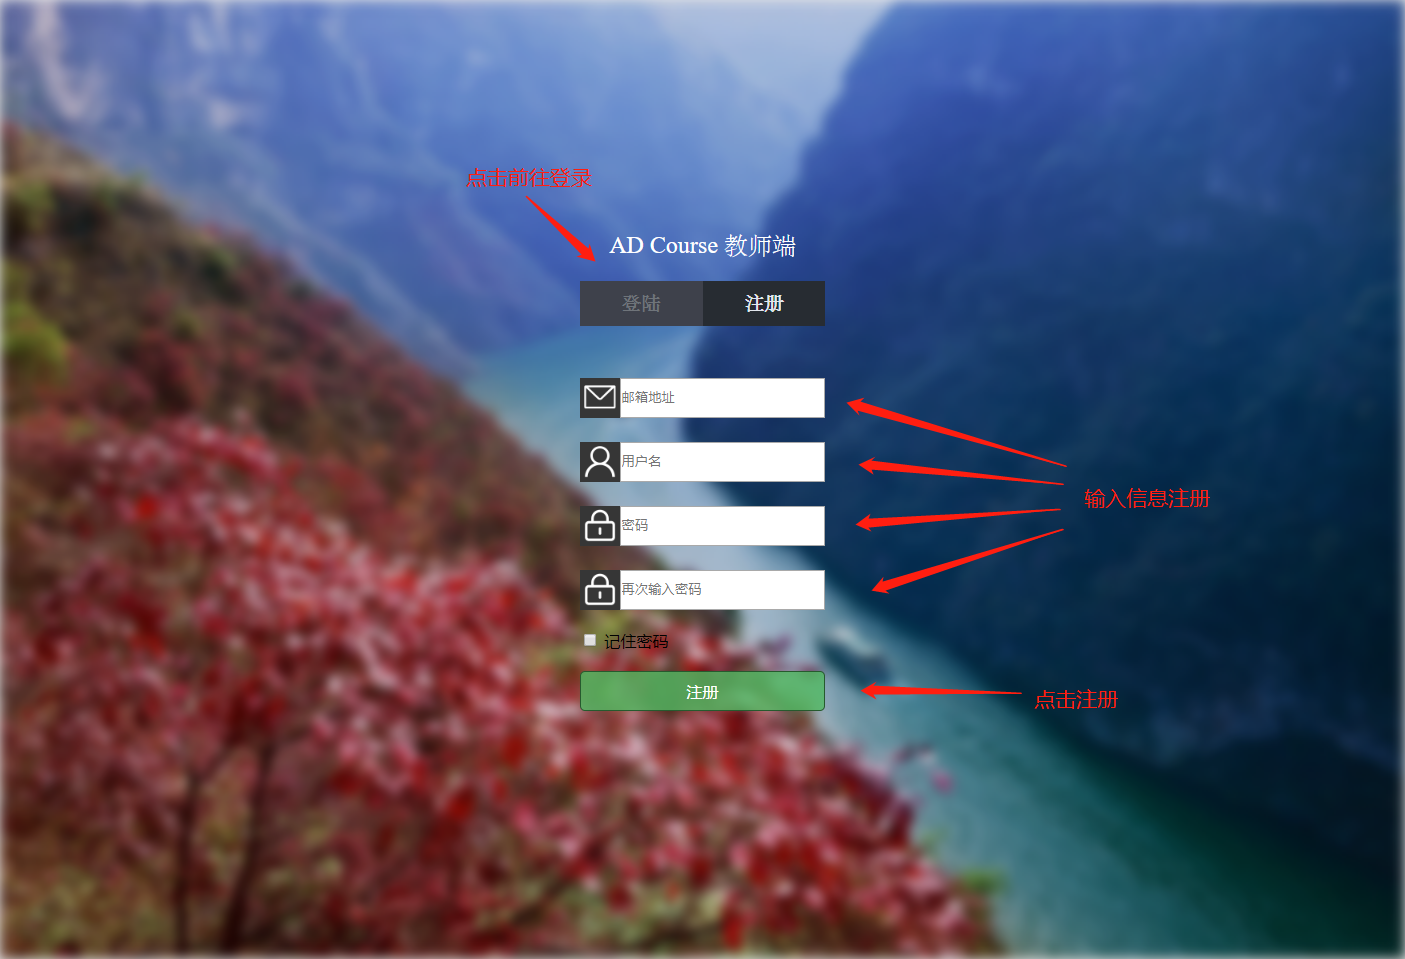 点击前往登录
AD Course 教师端
登陆
注册
邮箱地址
用户名
输入信息注册
密码
再次输入密码
记住密码
注册
点击注册